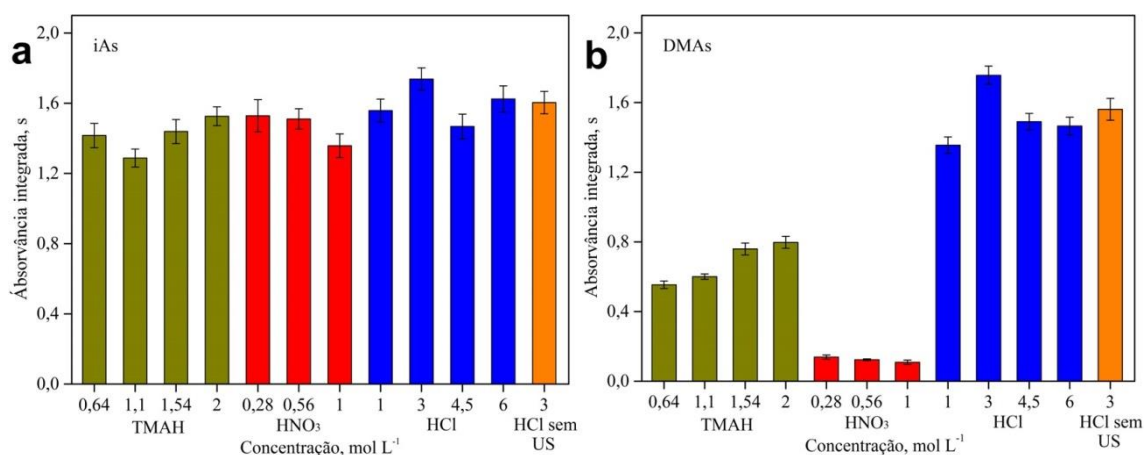 a
iAs
Ábsorvância integrada, s
2,0
1,6
1,2
0,8
0,4
0,0
0,64 1,1 1,54 2 0,28 0,56 1 1 3 4,5 6 3
TMAH HNO₃ HCl HCl sem US
Concentração, mol L⁻¹
b
DMAs
Absorvância integrada, s
2,0
1,6
1,2
0,8
0,4
0,0
0,64 1,1 1,54 2 0,28 0,56 1 1 3 4,5 6 3
TMAH HNO₃ HCl HCl sem US
Concentração, mol L⁻¹